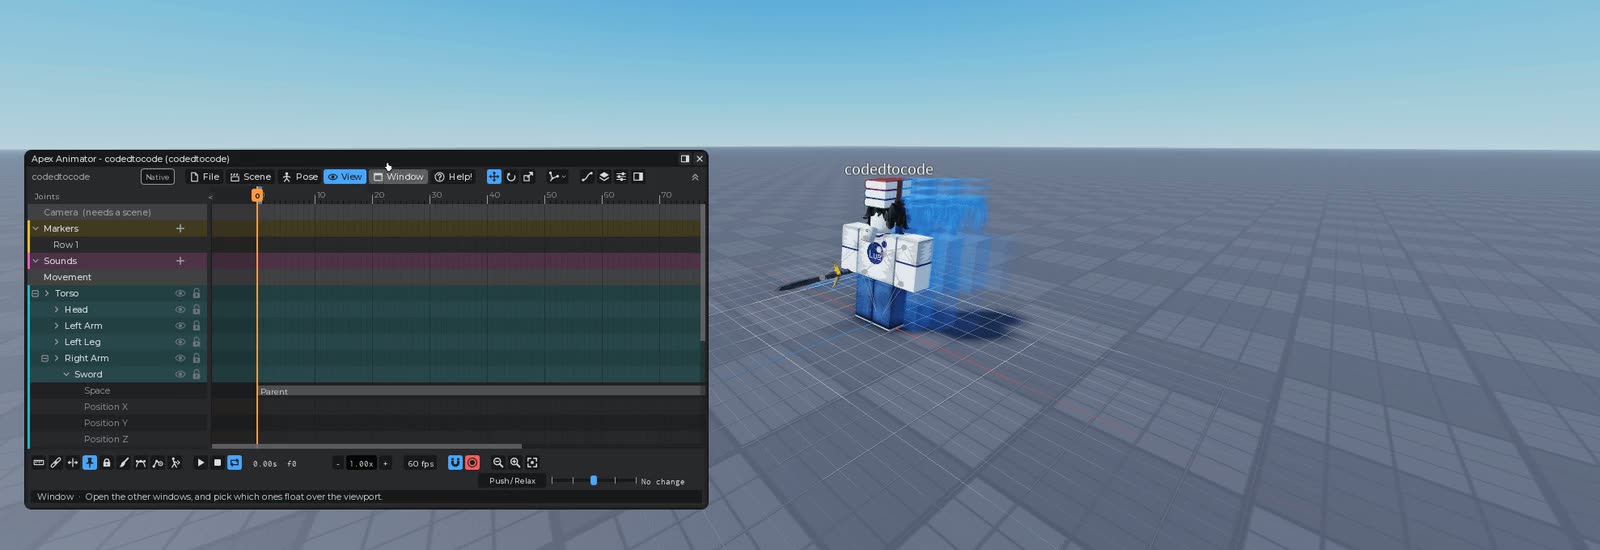 Apex Animator - codedtocode (codedtocode)
codedtocode Native File Scene Pose View Window Help!
Joints < 0 10 20 30 40 50 60 70
Camera (needs a scene)
Markers +
Row 1
Sounds +
Movement
Torso
Head
Left Arm
Left Leg
Right Arm
Sword
Space Parent
Position X
Position Y
Position Z
0.00s f0 - 1.00x + 60 fps
Push/Relax No change
Window · Open the other windows, and pick which ones float over the viewport.
codedtocode